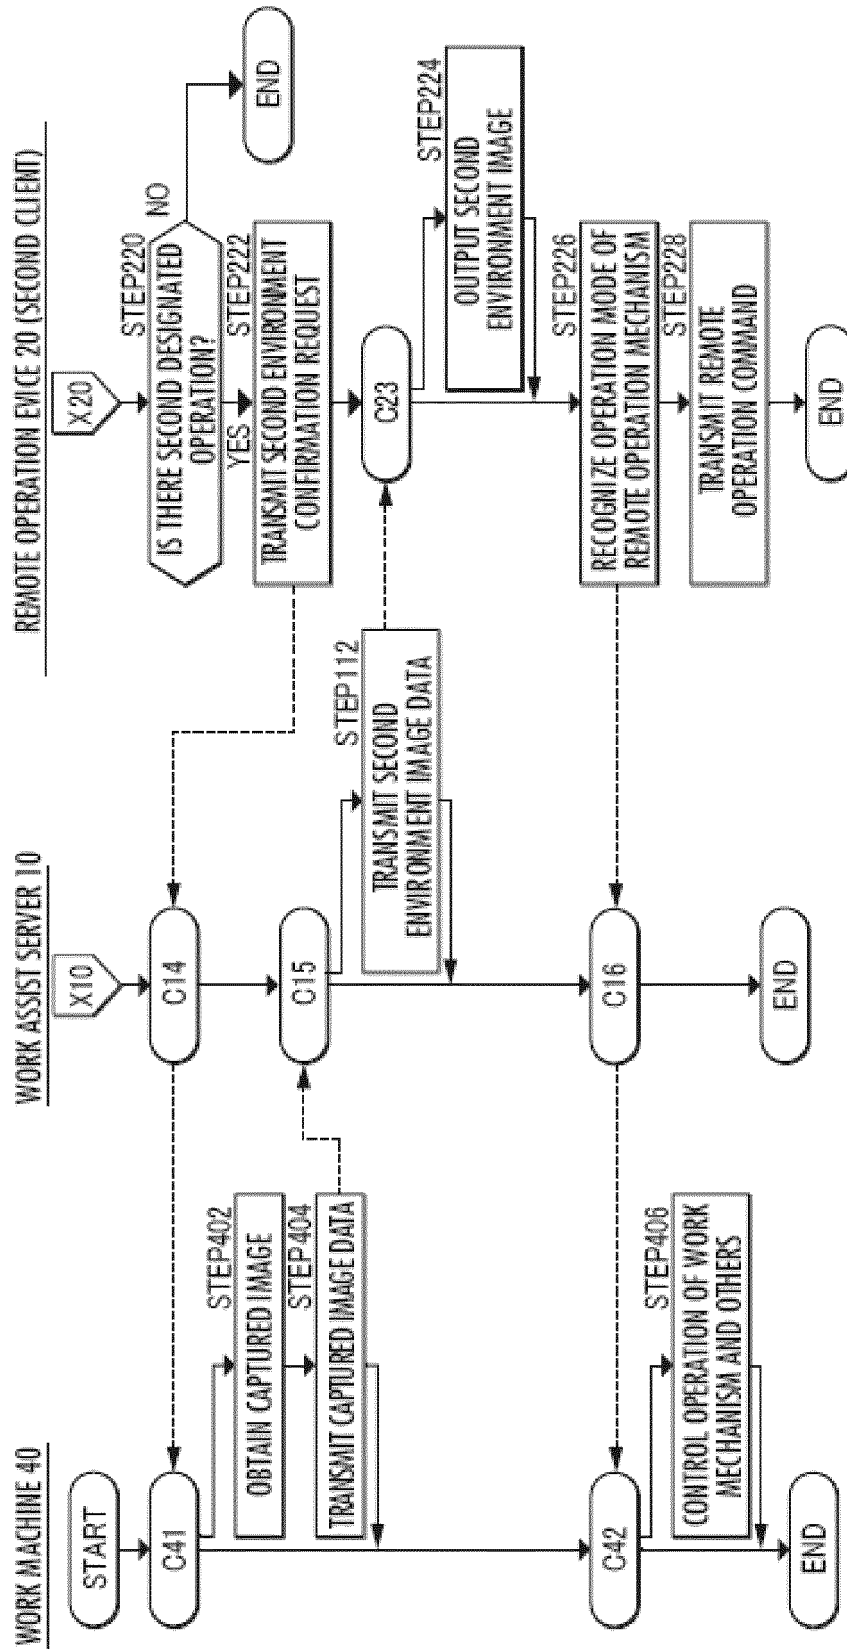 WORK MACHINE 40
START
C41
STEP402
OBTAIN CAPTURED IMAGE
STEP404
TRANSMIT CAPTURED IMAGE DATA
C42
STEP406
CONTROL OPERATION OF WORK
MECHANISM AND OTHERS
END
WORK ASSIST SERVER 10
X10
C14
C15
STEP112
TRANSMIT SECOND
ENVIRONMENT IMAGE DATA
C16
END
REMOTE OPERATION EVICE 20 (SECOND CLIENT)
X20
STEP220
IS THERE SECOND DESIGNATED
OPERATION?
NO
END
YES
STEP222
TRANSMIT SECOND ENVIRONMENT
CONFIRMATION REQUEST
C23
STEP224
OUTPUT SECOND
ENVIRONMENT IMAGE
STEP226
RECOGNIZE OPERATION MODE OF
REMOTE OPERATION MECHANISM
STEP228
TRANSMIT REMOTE
OPERATION COMMAND
END